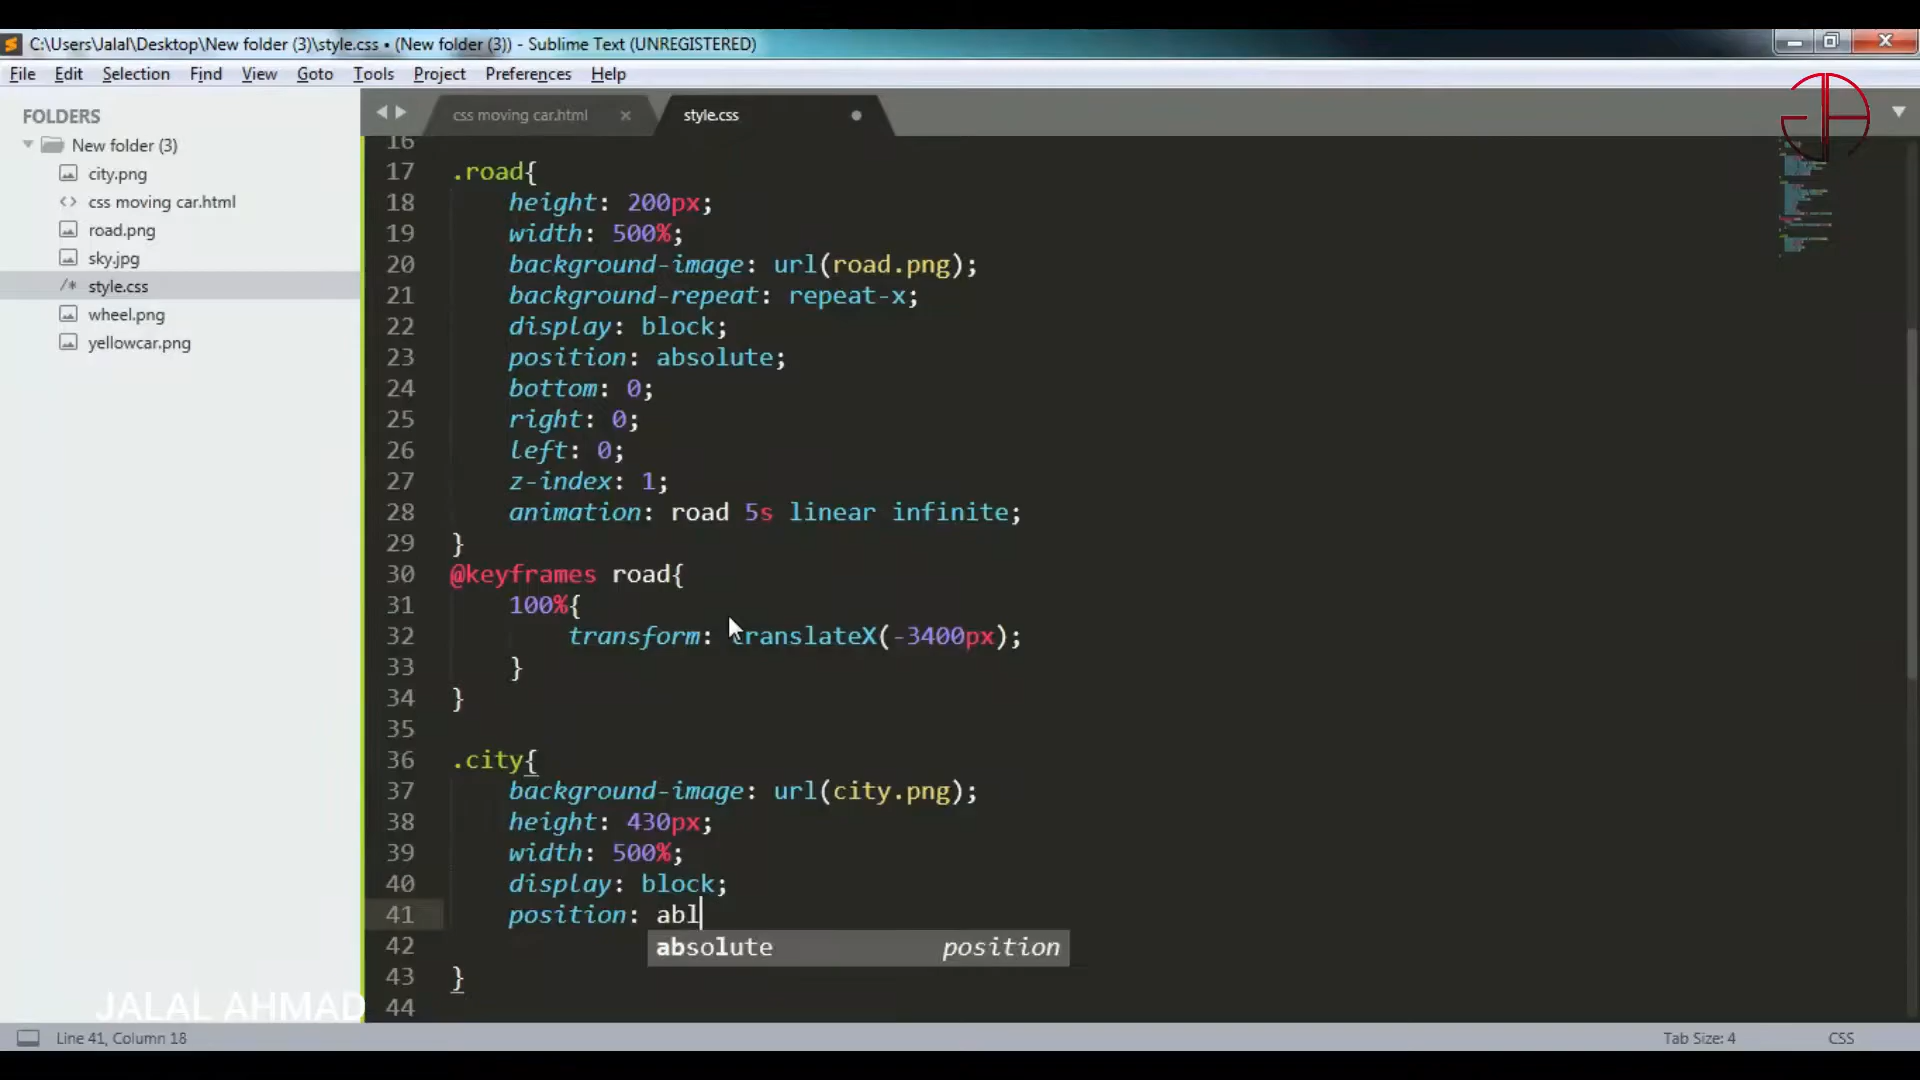 C:\Users\Jalal\Desktop\New folder (3)\style.css • (New folder (3)) - Sublime Text (UNREGISTERED)
File Edit Selection Find View Goto Tools Project Preferences Help
FOLDERS
New folder (3)
city.png
<> css moving car.html
road.png
sky.jpg
/* style.css
wheel.png
yellowcar.png
css moving car.html × style.css
16
17 .road{
18 height: 200px;
19 width: 500%;
20 background-image: url(road.png);
21 background-repeat: repeat-x;
22 display: block;
23 position: absolute;
24 bottom: 0;
25 right: 0;
26 left: 0;
27 z-index: 1;
28 animation: road 5s linear infinite;
29 }
30 @keyframes road{
31 100%{
32 transform: translateX(-3400px);
33 }
34 }
35
36 .city{
37 background-image: url(city.png);
38 height: 430px;
39 width: 500%;
40 display: block;
41 position: abl
absolute position
42
43 }
44
JALAL AHMAD
Line 41, Column 18 Tab Size: 4 CSS